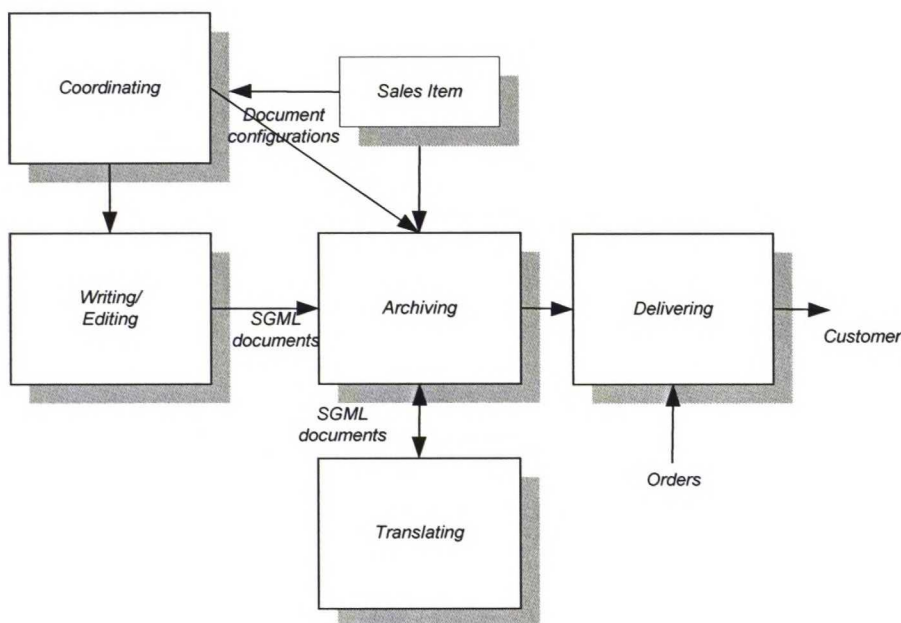 Coordinating
Sales Item
Document
configurations
Writing/
Editing
SGML
documents
Archiving
Delivering
Customer
SGML
documents
Orders
Translating